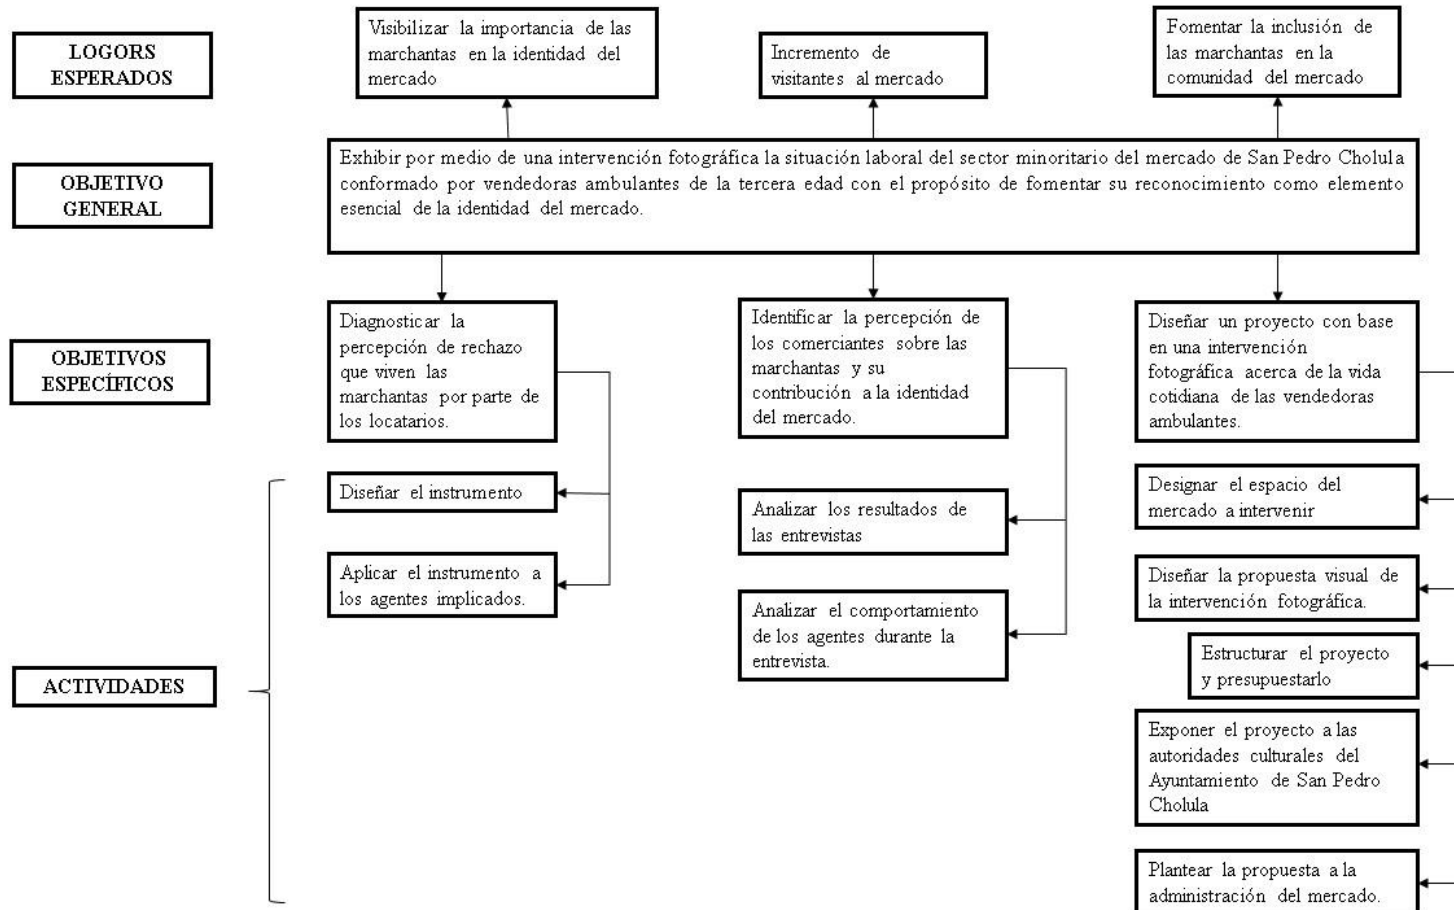 LOGORS
ESPERADOS
Visibilizar la importancia de las
marchantas en la identidad del
mercado
Incremento de
visitantes al mercado
Fomentar la inclusión de
las marchantas en la
comunidad del mercado
OBJETIVO
GENERAL
Exhibir por medio de una intervención fotográfica la situación laboral del sector minoritario del mercado de San Pedro Cholula
conformado por vendedoras ambulantes de la tercera edad con el propósito de fomentar su reconocimiento como elemento
esencial de la identidad del mercado.
OBJETIVOS
ESPECÍFICOS
Diagnosticar la
percepción de rechazo
que viven las
marchantas por parte de
los locatarios.
Identificar la percepción de
los comerciantes sobre las
marchantas y su
contribución a la identidad
del mercado.
Diseñar un proyecto con base
en una intervención
fotográfica acerca de la vida
cotidiana de las vendedoras
ambulantes.
ACTIVIDADES
Diseñar el instrumento
Aplicar el instrumento a
los agentes implicados.
Analizar los resultados de
las entrevistas
Analizar el comportamiento
de los agentes durante la
entrevista.
Designar el espacio del
mercado a intervenir
Diseñar la propuesta visual de
la intervención fotográfica.
Estructurar el proyecto
y presupuestarlo
Exponer el proyecto a las
autoridades culturales del
Ayuntamiento de San Pedro
Cholula
Plantear la propuesta a la
administración del mercado.